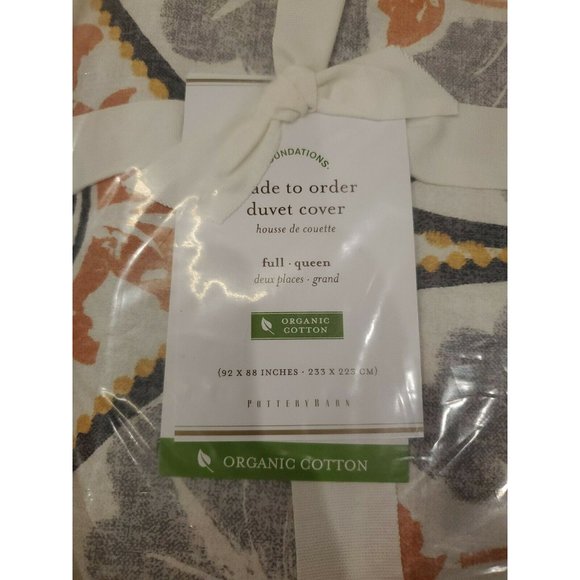 UNDATIONS:
ade to order
duvet cover
housse de couette
full · queen
deux places · grand
ORGANIC
COTTON
(92 X 88 INCHES · 233 X 223 CM)
POTTERY BARN
ORGANIC COTTON